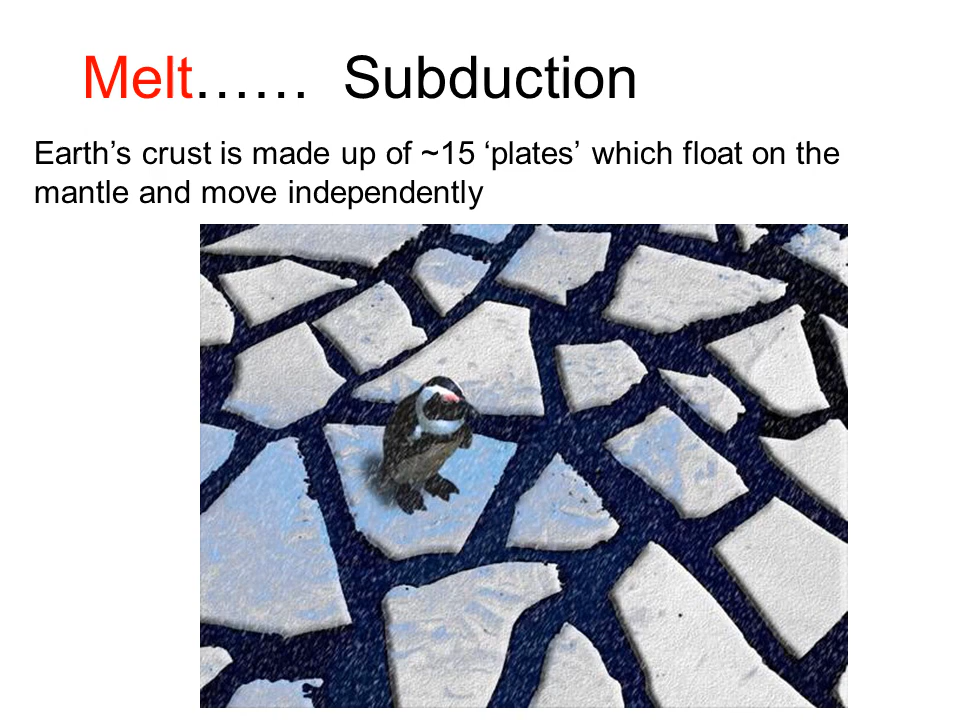 Melt…… Subduction
Earth’s crust is made up of ~15 ‘plates’ which float on the
mantle and move independently